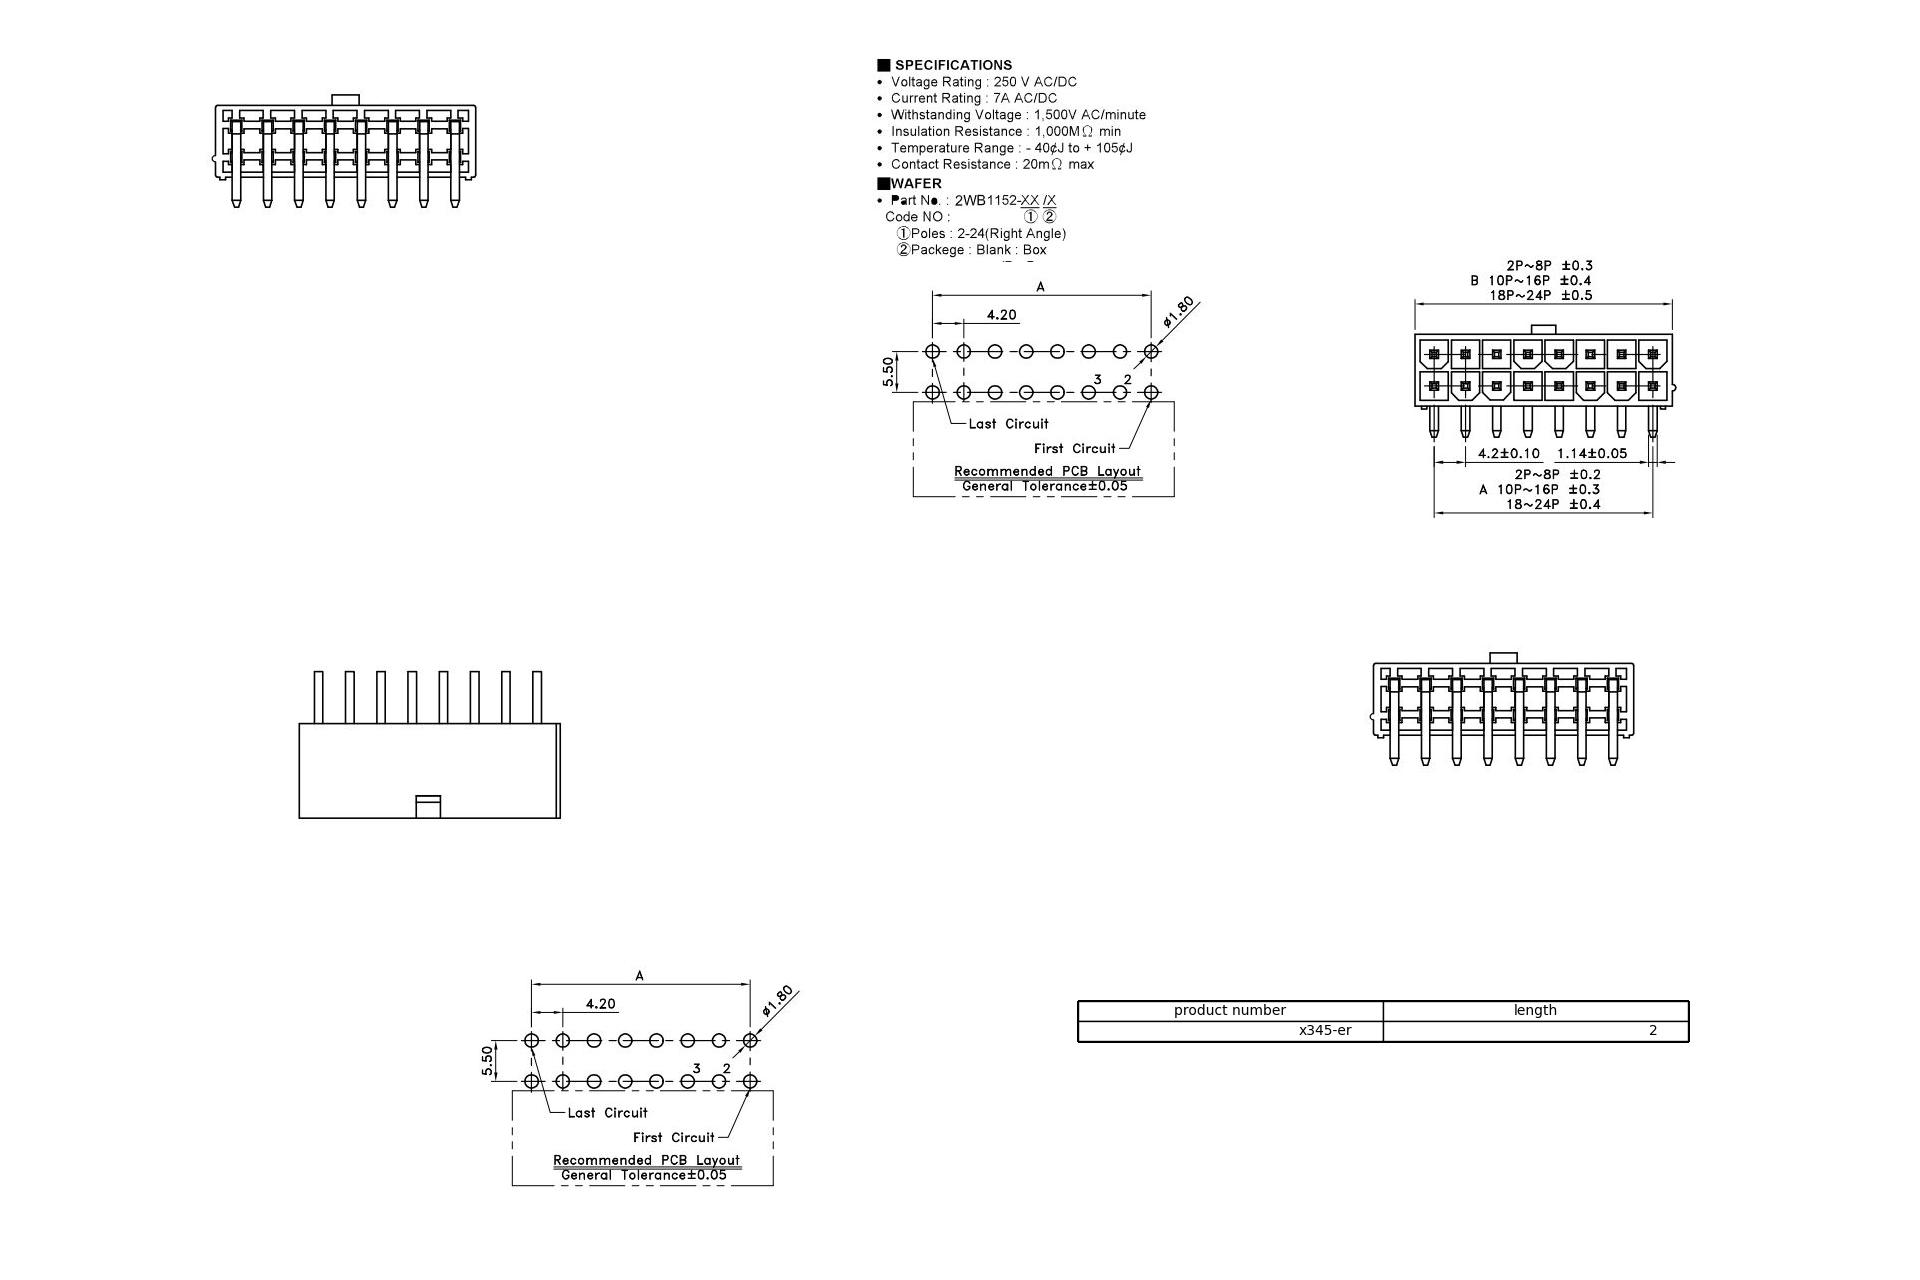 ■ SPECIFICATIONS
• Voltage Rating : 250 V AC/DC
• Current Rating : 7A AC/DC
• Withstanding Voltage : 1,500V AC/minute
• Insulation Resistance : 1,000MΩ min
• Temperature Range : - 40¢J to + 105¢J
• Contact Resistance : 20mΩ max
■WAFER
• Part No. : 2WB1152-XX /X
Code NO : ① ②
①Poles : 2-24(Right Angle)
②Packege : Blank : Box
A
4.20
ø1.80
5.50
3 2
Last Circuit
First Circuit
Recommended PCB Layout
General Tolerance±0.05
2P~8P ±0.3
B 10P~16P ±0.4
18P~24P ±0.5
4.2±0.10 1.14±0.05
2P~8P ±0.2
A 10P~16P ±0.3
18~24P ±0.4
A
4.20
ø1.80
5.50
3 2
Last Circuit
First Circuit
Recommended PCB Layout
General Tolerance±0.05
product number length
x345-er 2